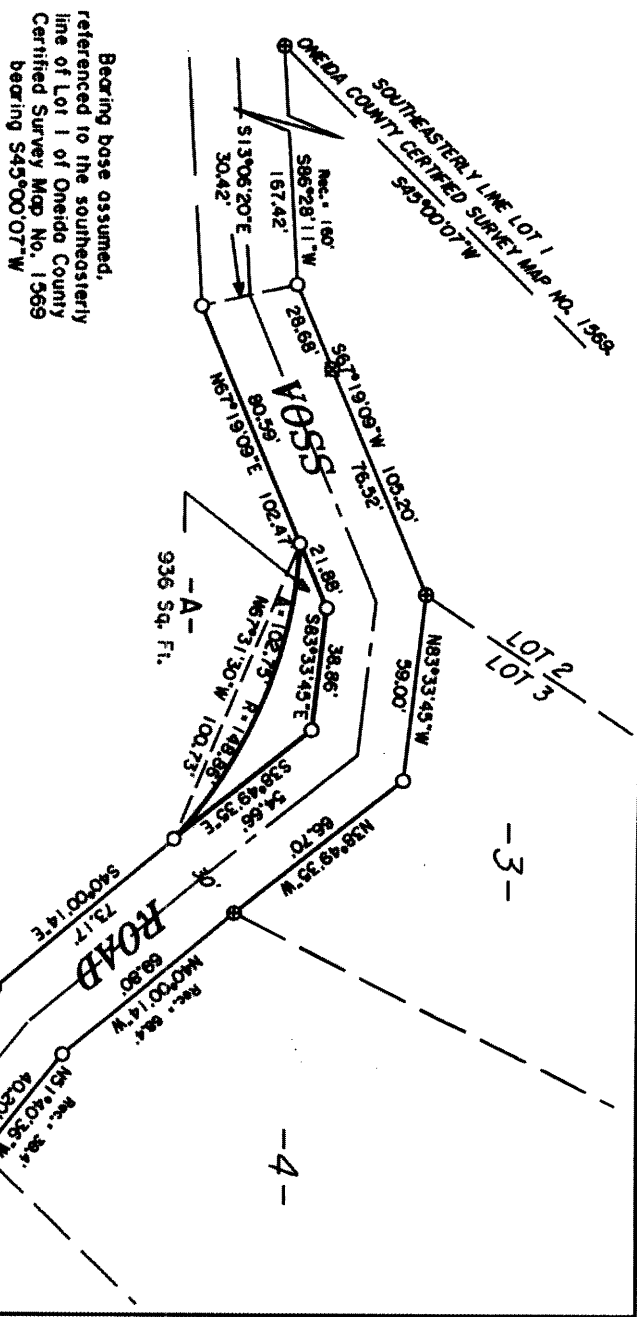 SOUTHEASTERLY LINE LOT 1
ONEIDA COUNTY CERTIFIED SURVEY MAP NO. 1569
S45°00'07"W
Rec. = 160'
S86°28'11"W
167.42'
S13°06'20"E
30.42'
28.68'
S67°19'09"W 105.20'
76.52'
VOSS
80.59'
N67°19'09"E 102.47'
21.88'
LOT 2
LOT 3
N83°33'45"W
59.00'
38.86'
S83°33'45"E
A = 102.75' R = 148.86'
N67°31'30"W 100.73'
-A-
936 Sq. Ft.
S38°49'35"E
54.66'
N38°49'35"W
66.70'
-3-
ROAD
S40°00'14"E
73.17'
Rec. = 68.4'
N40°00'14"W
69.80'
-4-
Rec. = 39.4'
N51°40'36"W
40.20'
Bearing base assumed,
referenced to the southeasterly
line of Lot 1 of Oneida County
Certified Survey Map No. 1569
bearing S45°00'07"W